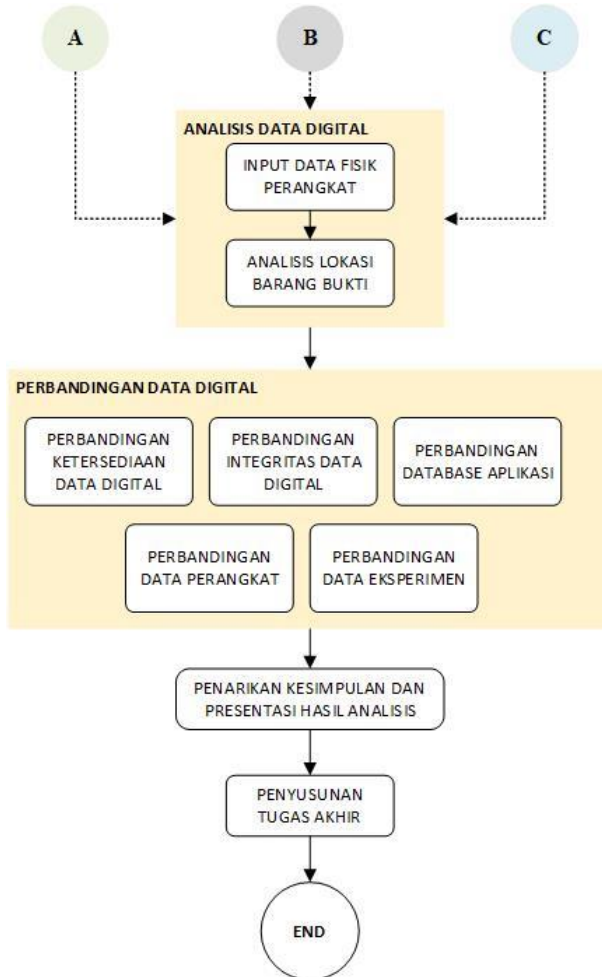 A
B
C
ANALISIS DATA DIGITAL
INPUT DATA FISIK
PERANGKAT
ANALISIS LOKASI
BARANG BUKTI
PERBANDINGAN DATA DIGITAL
PERBANDINGAN
KETERSEDIAAN
DATA DIGITAL
PERBANDINGAN
INTEGRITAS DATA
DIGITAL
PERBANDINGAN
DATABASE APLIKASI
PERBANDINGAN
DATA PERANGKAT
PERBANDINGAN
DATA EKSPERIMEN
PENARIKAN KESIMPULAN DAN
PRESENTASI HASIL ANALISIS
PENYUSUNAN
TUGAS AKHIR
END